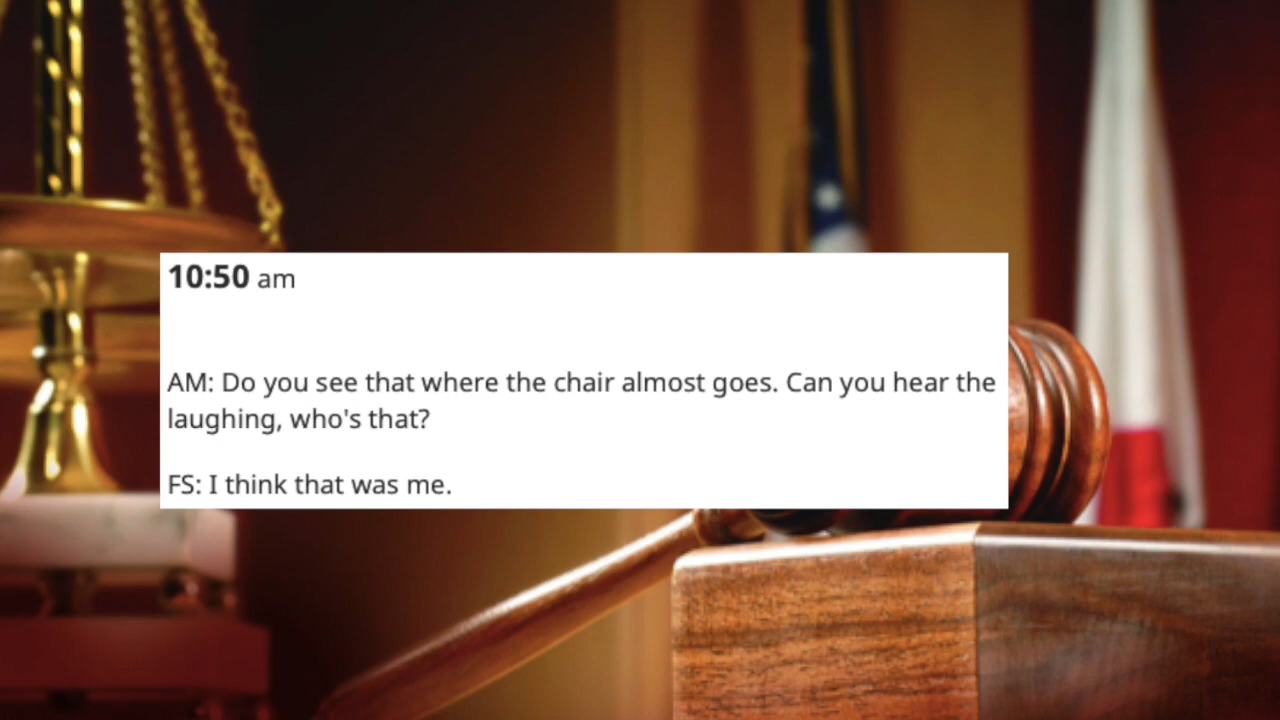 10:50 am
AM: Do you see that where the chair almost goes. Can you hear the
laughing, who's that?
FS: I think that was me.